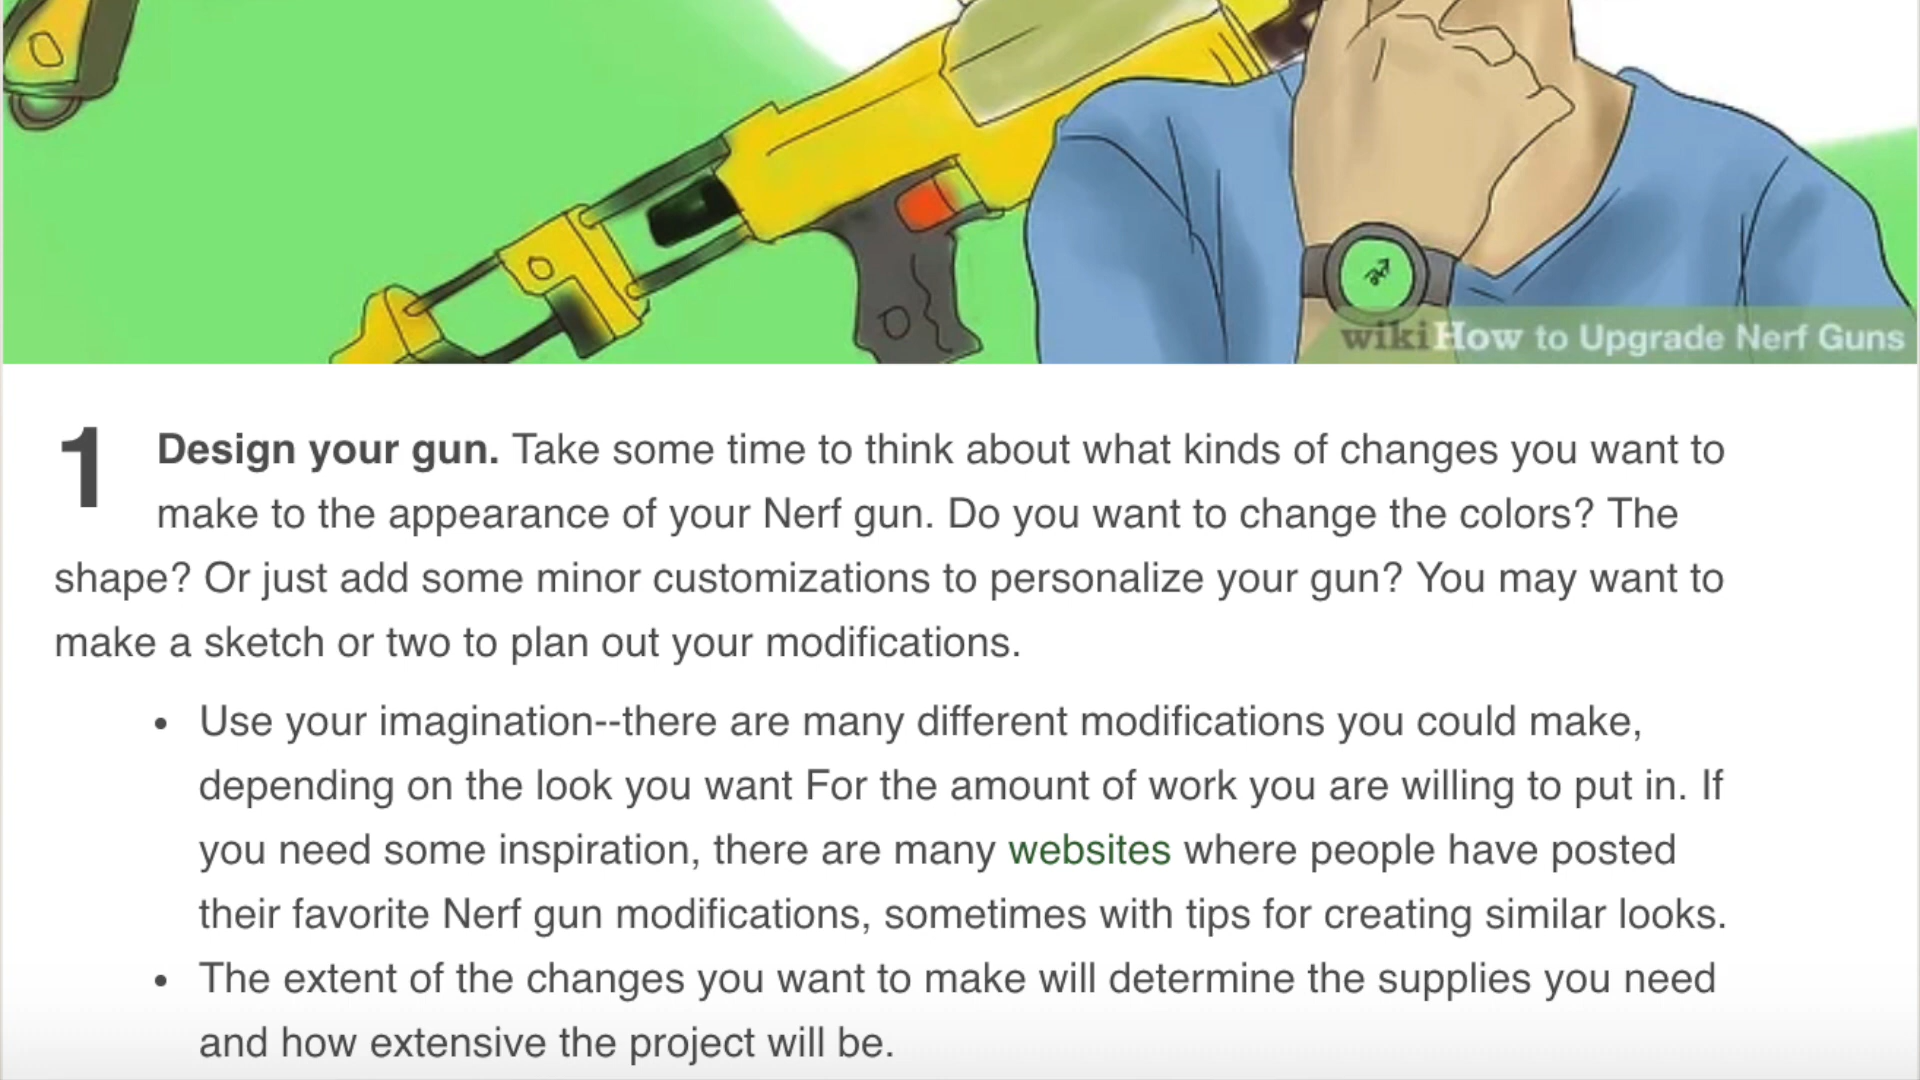 wikiHow to Upgrade Nerf Guns
1 Design your gun. Take some time to think about what kinds of changes you want to
make to the appearance of your Nerf gun. Do you want to change the colors? The
shape? Or just add some minor customizations to personalize your gun? You may want to
make a sketch or two to plan out your modifications.
• Use your imagination--there are many different modifications you could make,
depending on the look you want For the amount of work you are willing to put in. If
you need some inspiration, there are many websites where people have posted
their favorite Nerf gun modifications, sometimes with tips for creating similar looks.
• The extent of the changes you want to make will determine the supplies you need
and how extensive the project will be.